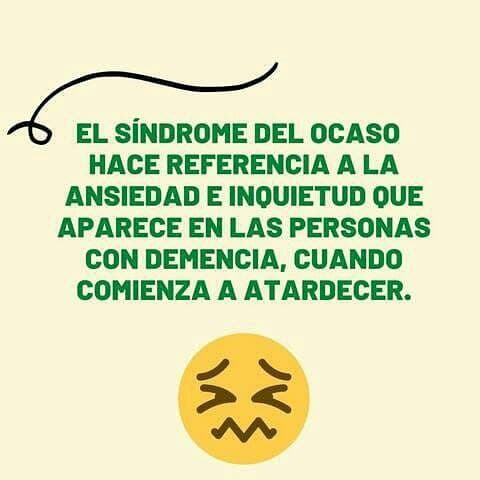 EL SÍNDROME DEL OCASO
HACE REFERENCIA A LA
ANSIEDAD E INQUIETUD QUE
APARECE EN LAS PERSONAS
CON DEMENCIA, CUANDO
COMIENZA A ATARDECER.